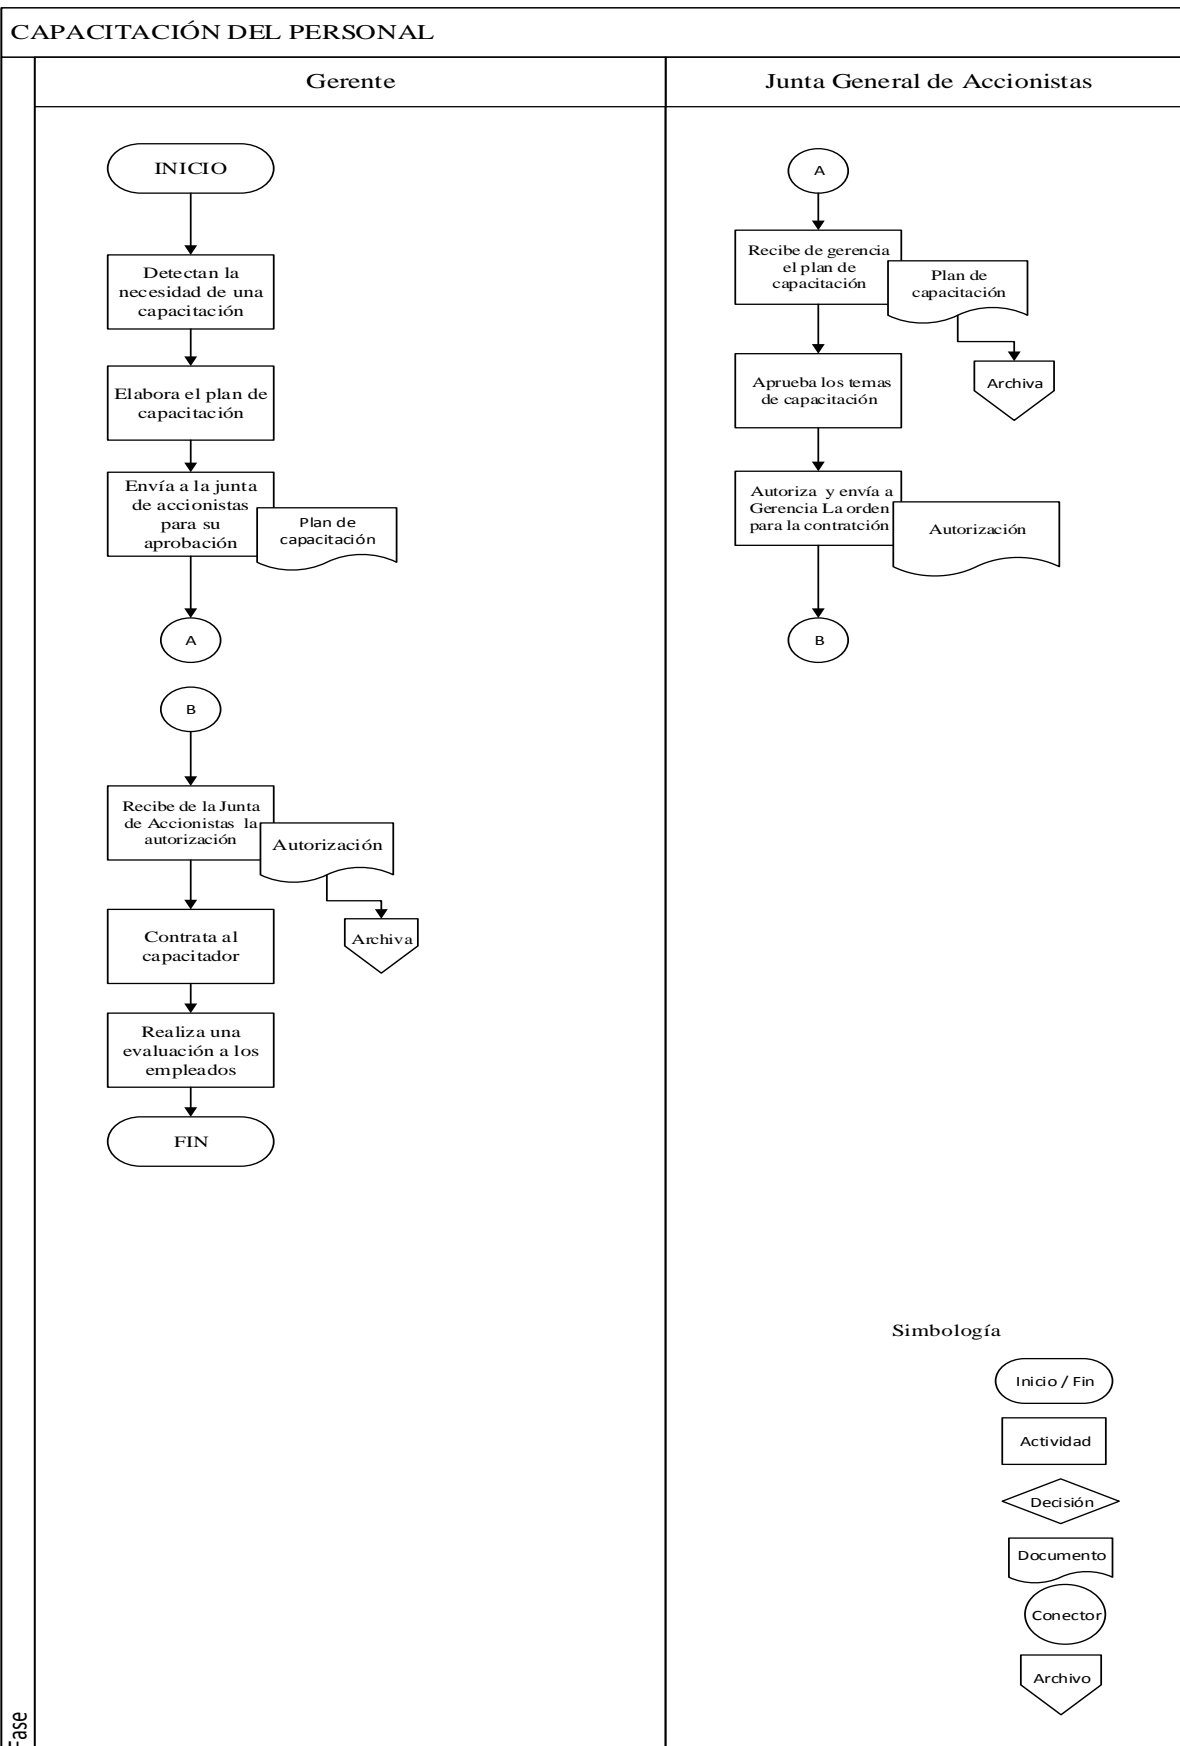 CAPACITACIÓN DEL PERSONAL
Gerente
Junta General de Accionistas
INICIO
Detectan la
necesidad de una
capacitación
Elabora el plan de
capacitación
Envía a la junta
de accionistas
para su
aprobación
Plan de
capacitación
A
B
Recibe de la Junta
de Accionistas la
autorización
Autorización
Archiva
Contrata al
capacitador
Realiza una
evaluación a los
empleados
FIN
A
Recibe de gerencia
el plan de
capacitación
Plan de
capacitación
Archiva
Aprueba los temas
de capacitación
Autoriza y envía a
Gerencia La orden
para la contratción
Autorización
B
Simbología
Inicio / Fin
Actividad
Decisión
Documento
Conector
Archivo
Fase